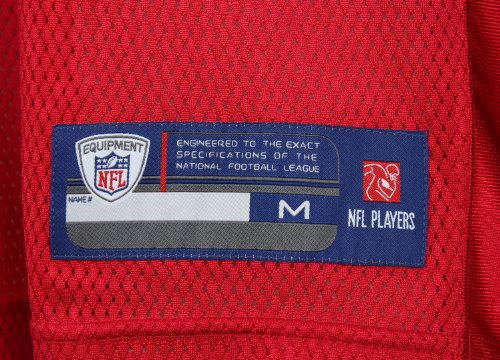 EQUIPMENT
NFL
ENGINEERED TO THE EXACT
SPECIFICATIONS OF THE
NATIONAL FOOTBALL LEAGUE
NAME #
M
NFL PLAYERS